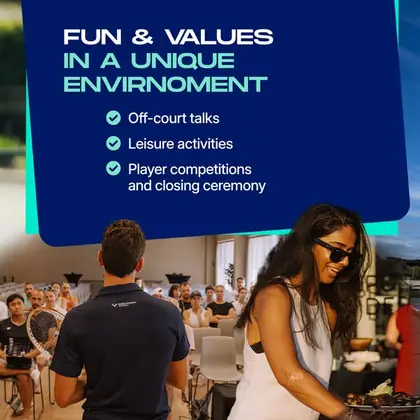 FUN & VALUES
IN A UNIQUE
ENVIRNOMENT
Off-court talks
Leisure activities
Player competitions
and closing ceremony